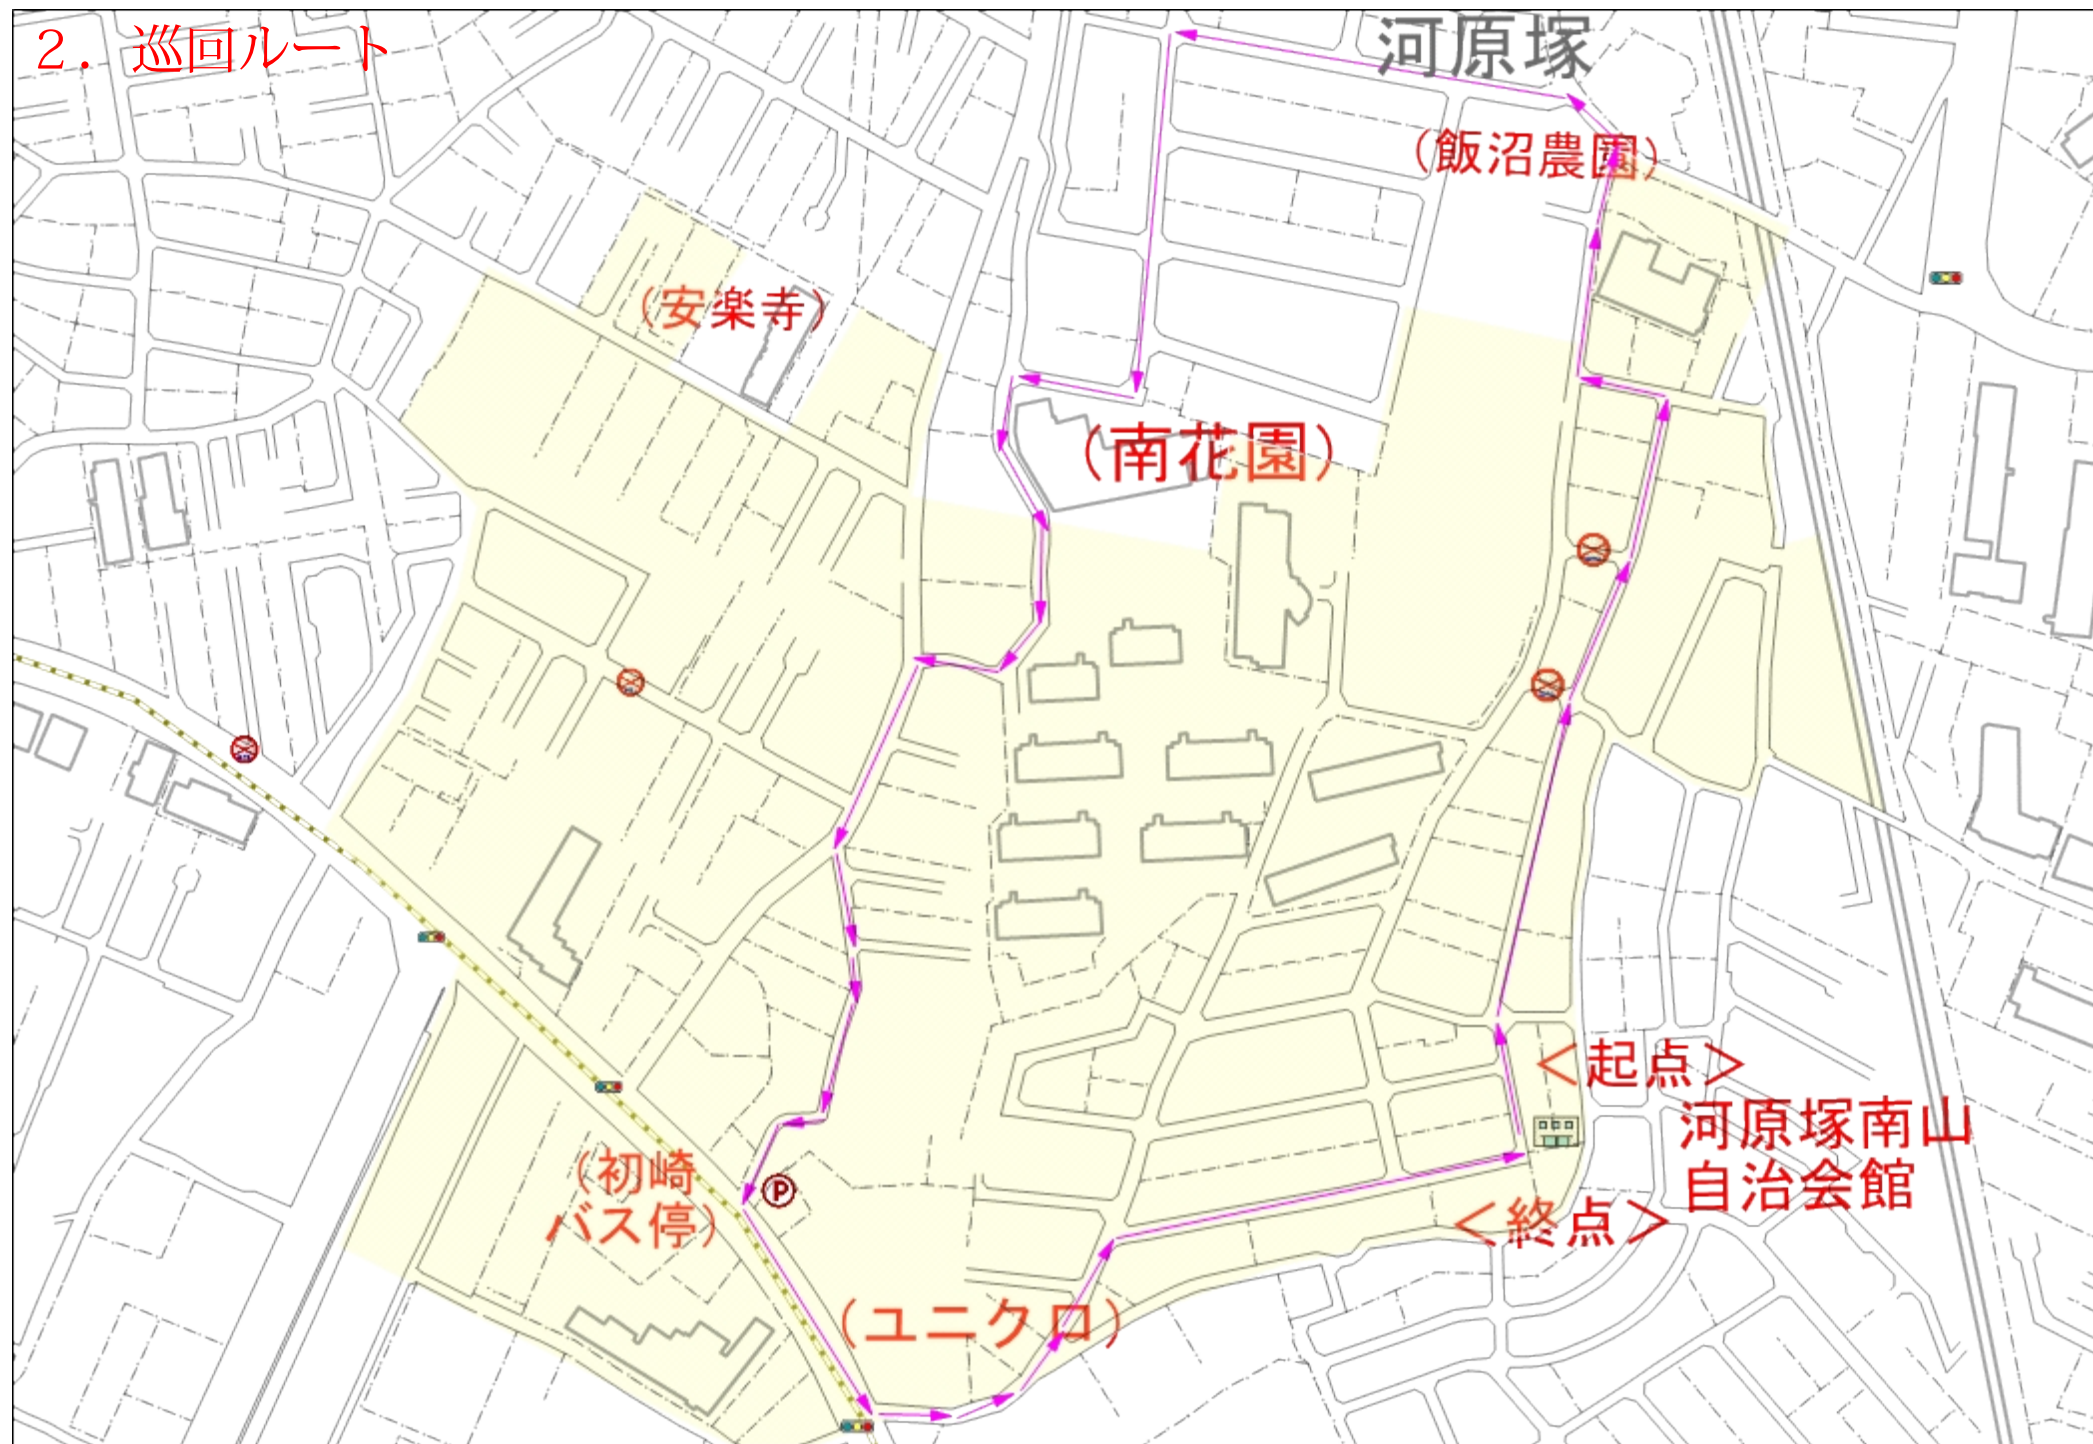 2．巡回ルート
河原塚
（飯沼農園）
（安楽寺）
（南花園）
＜起点＞
河原塚南山
自治会館
＜終点＞
（初崎
バス停）
P
（ユニクロ）